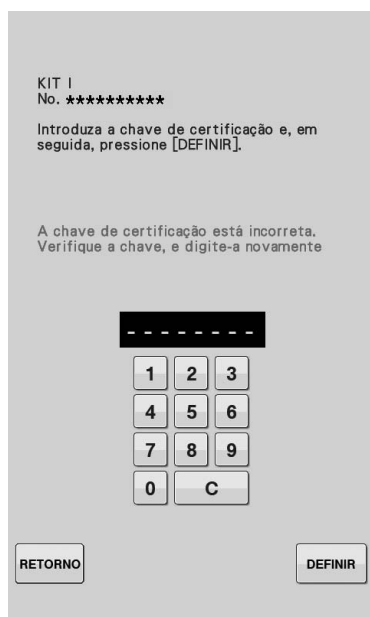 KIT I
No. **********
Introduza a chave de certificação e, em
seguida, pressione [DEFINIR].
A chave de certificação está incorreta.
Verifique a chave, e digite-a novamente
- - - - - - - -
1 2 3
4 5 6
7 8 9
0 C
RETORNO DEFINIR